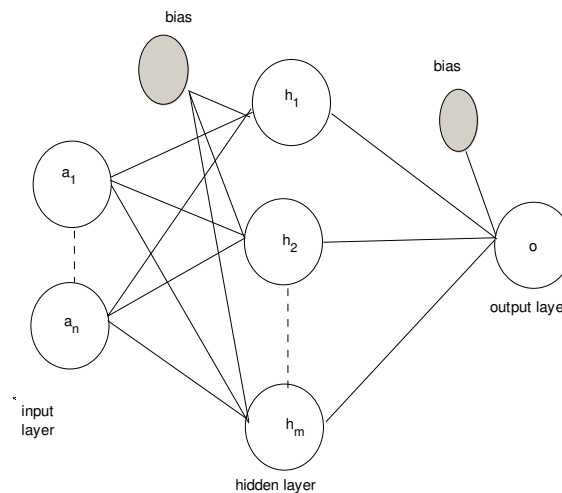 bias
h1
bias
a1
h2
o
output laye
an
input
layer
hm
hidden layer